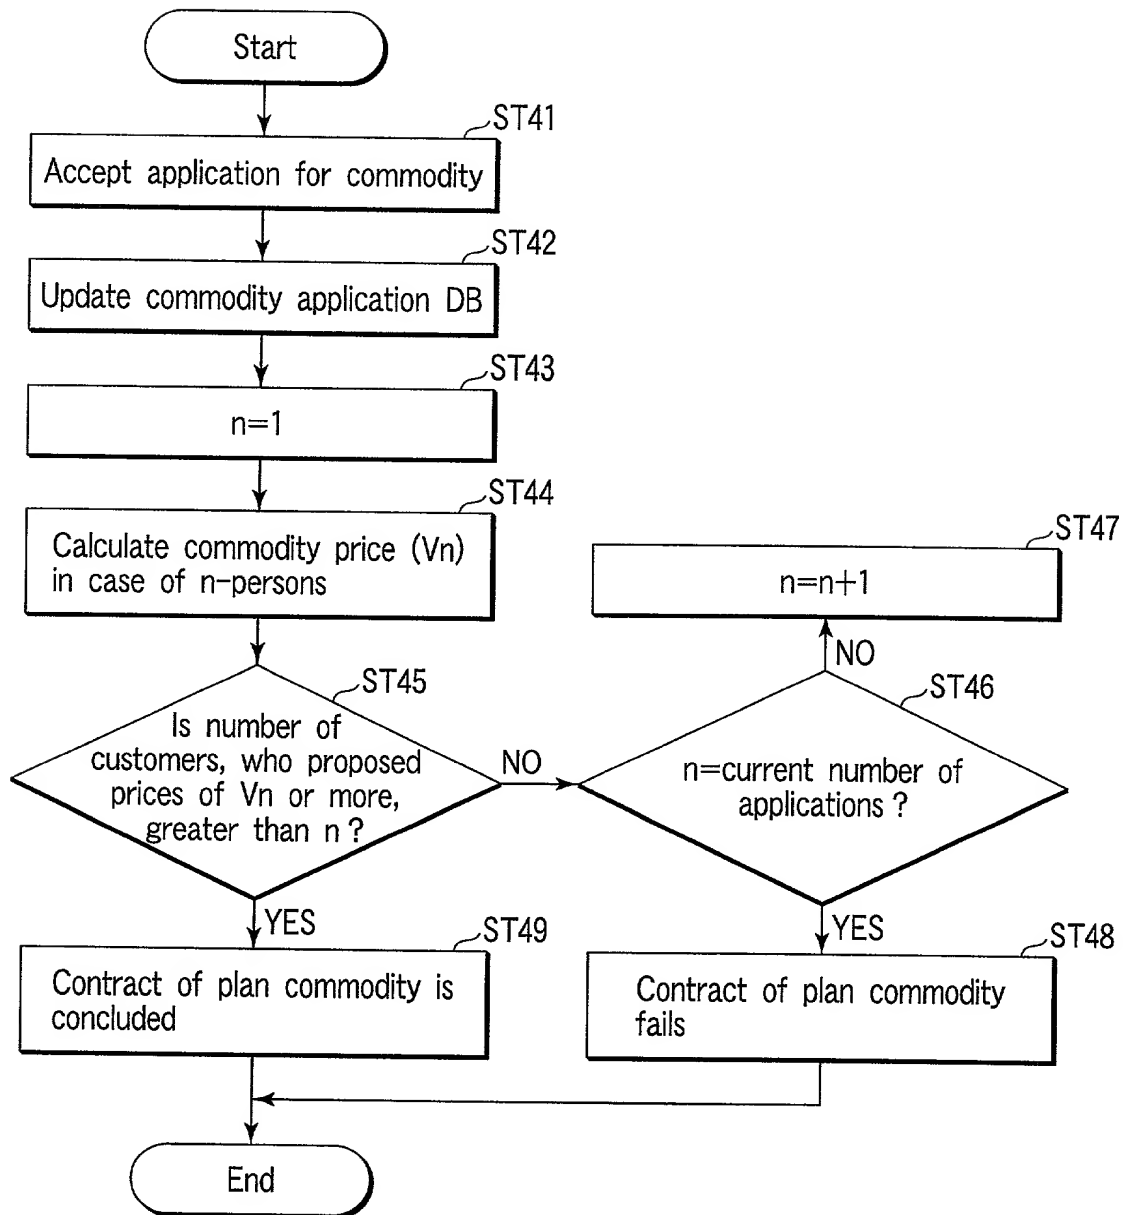 Start
ST41
Accept application for commodity
ST42
Update commodity application DB
ST43
n=1
ST44
Calculate commodity price (Vn)
in case of n-persons
ST47
n=n+1
NO
ST45
Is number of
customers, who proposed
prices of Vn or more,
greater than n?
NO
ST46
n=current number of
applications?
YES
ST49
Contract of plan commodity is
concluded
YES
ST48
Contract of plan commodity
fails
End